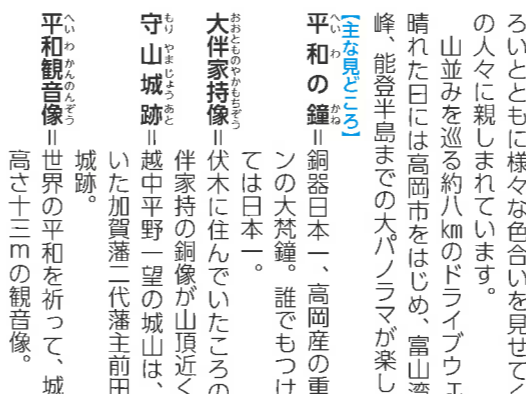 ろいとともに様々な色合いを見せてく
の人々に親しまれています。
山並みを巡る約八kmのドライブウェ
晴れた日には高岡市をはじめ、富山湾
峰、能登半島までの大パノラマが楽し
【主な見どころ】
平和の鐘=銅器日本一、高岡産の重
ンの大梵鐘。誰でもつけ
ては日本一。
大伴家持像=伏木に住んでいたころの
伴家持の銅像が山頂近く
守山城跡=越中平野一望の城山は、
いた加賀藩二代藩主前田
城跡。
平和観音像=世界の平和を祈って、城
高さ十三mの観音像。